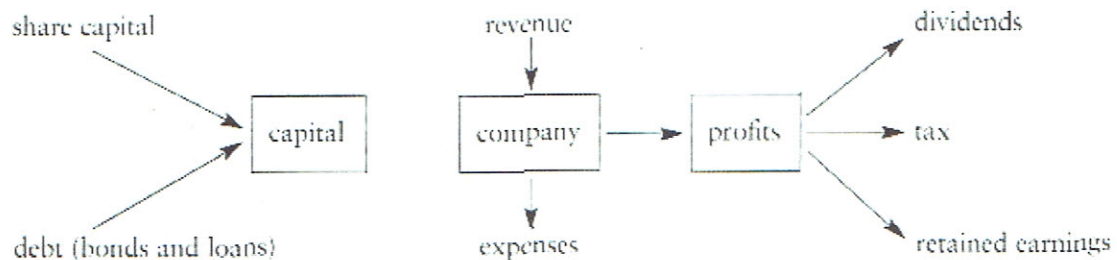 share capital
revenue
dividends
capital
company
profits
tax
debt (bonds and loans)
expenses
retained earnings